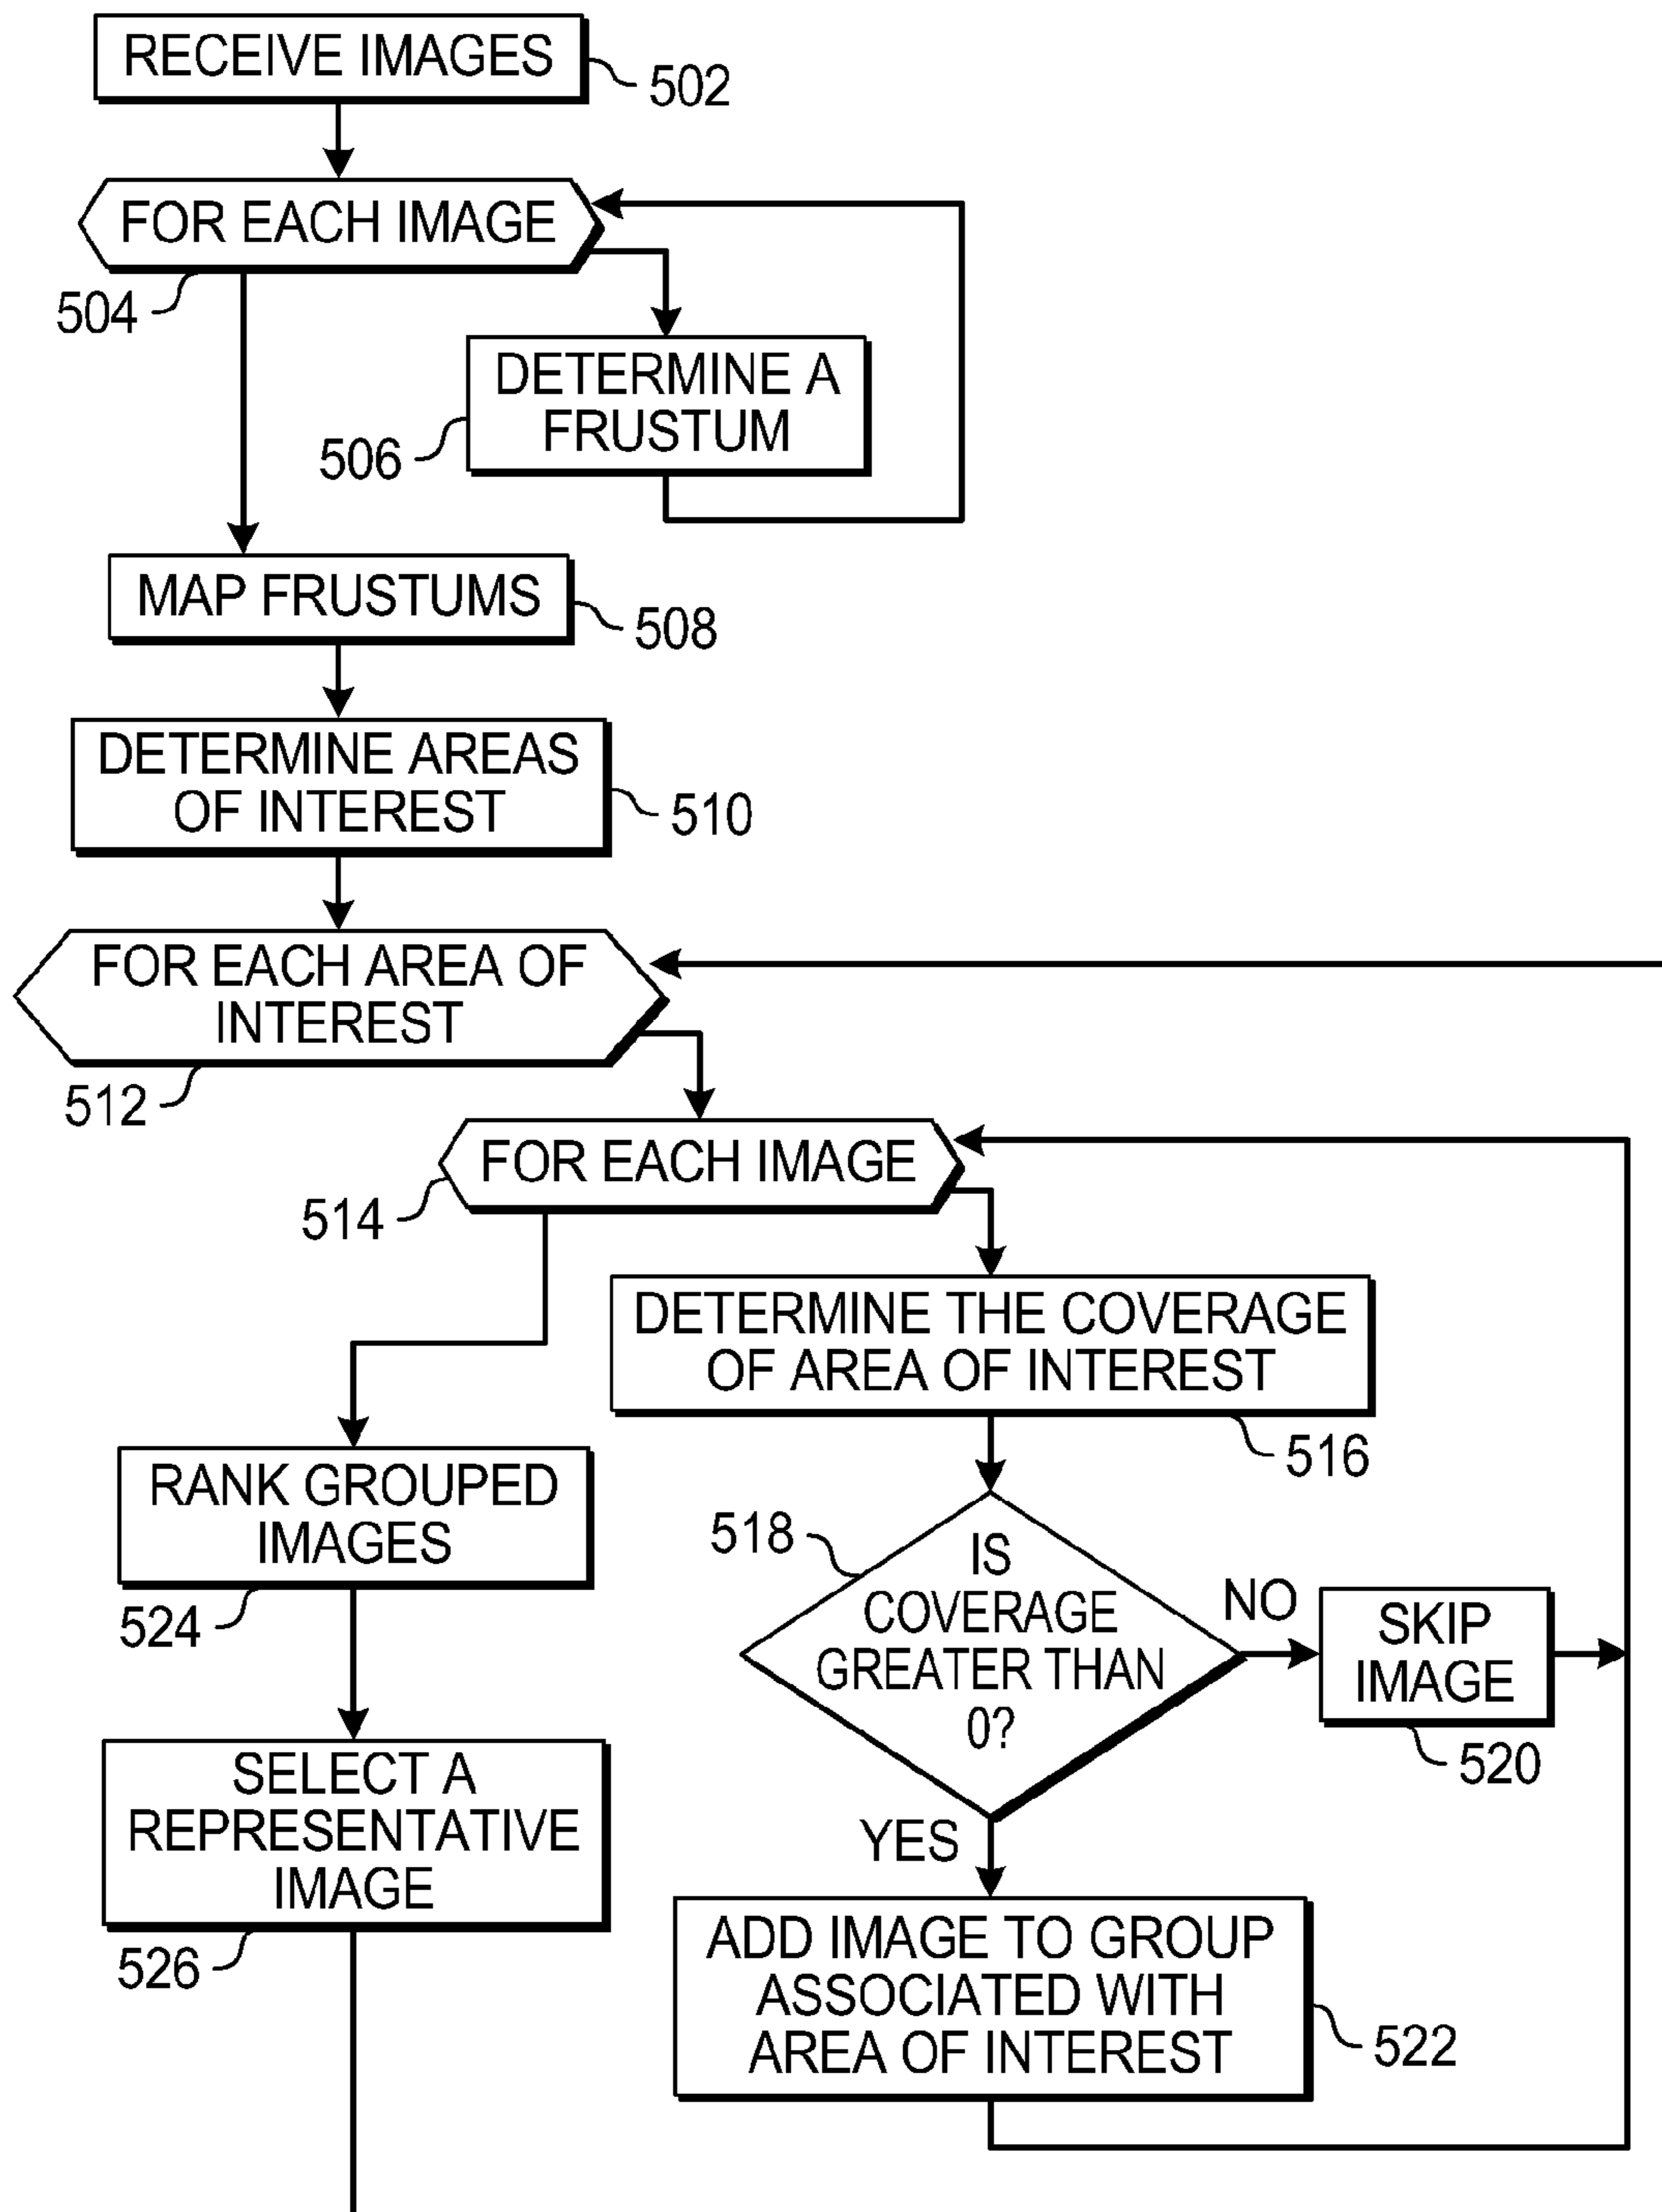 RECEIVE IMAGES
502
FOR EACH IMAGE
504
DETERMINE A
FRUSTUM
506
MAP FRUSTUMS
508
DETERMINE AREAS
OF INTEREST
510
FOR EACH AREA OF
INTEREST
512
FOR EACH IMAGE
514
DETERMINE THE COVERAGE
OF AREA OF INTEREST
516
IS
COVERAGE
GREATER THAN
0?
518
NO
SKIP
IMAGE
520
YES
ADD IMAGE TO GROUP
ASSOCIATED WITH
AREA OF INTEREST
522
RANK GROUPED
IMAGES
524
SELECT A
REPRESENTATIVE
IMAGE
526